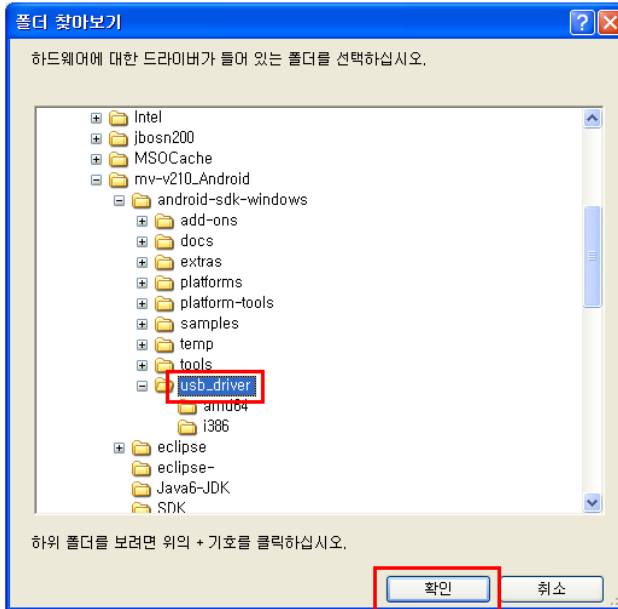 폴더 찾아보기
하드웨어에 대한 드라이버가 들어 있는 폴더를 선택하십시오.
Intel
jbosn200
MSOCache
mv-v210_Android
android-sdk-windows
add-ons
docs
extras
platforms
platform-tools
samples
temp
tools
usb_driver
amd64
i386
eclipse
eclipse-
Java6-JDK
SDK
하위 폴더를 보려면 위의 + 기호를 클릭하십시오.
확인 취소